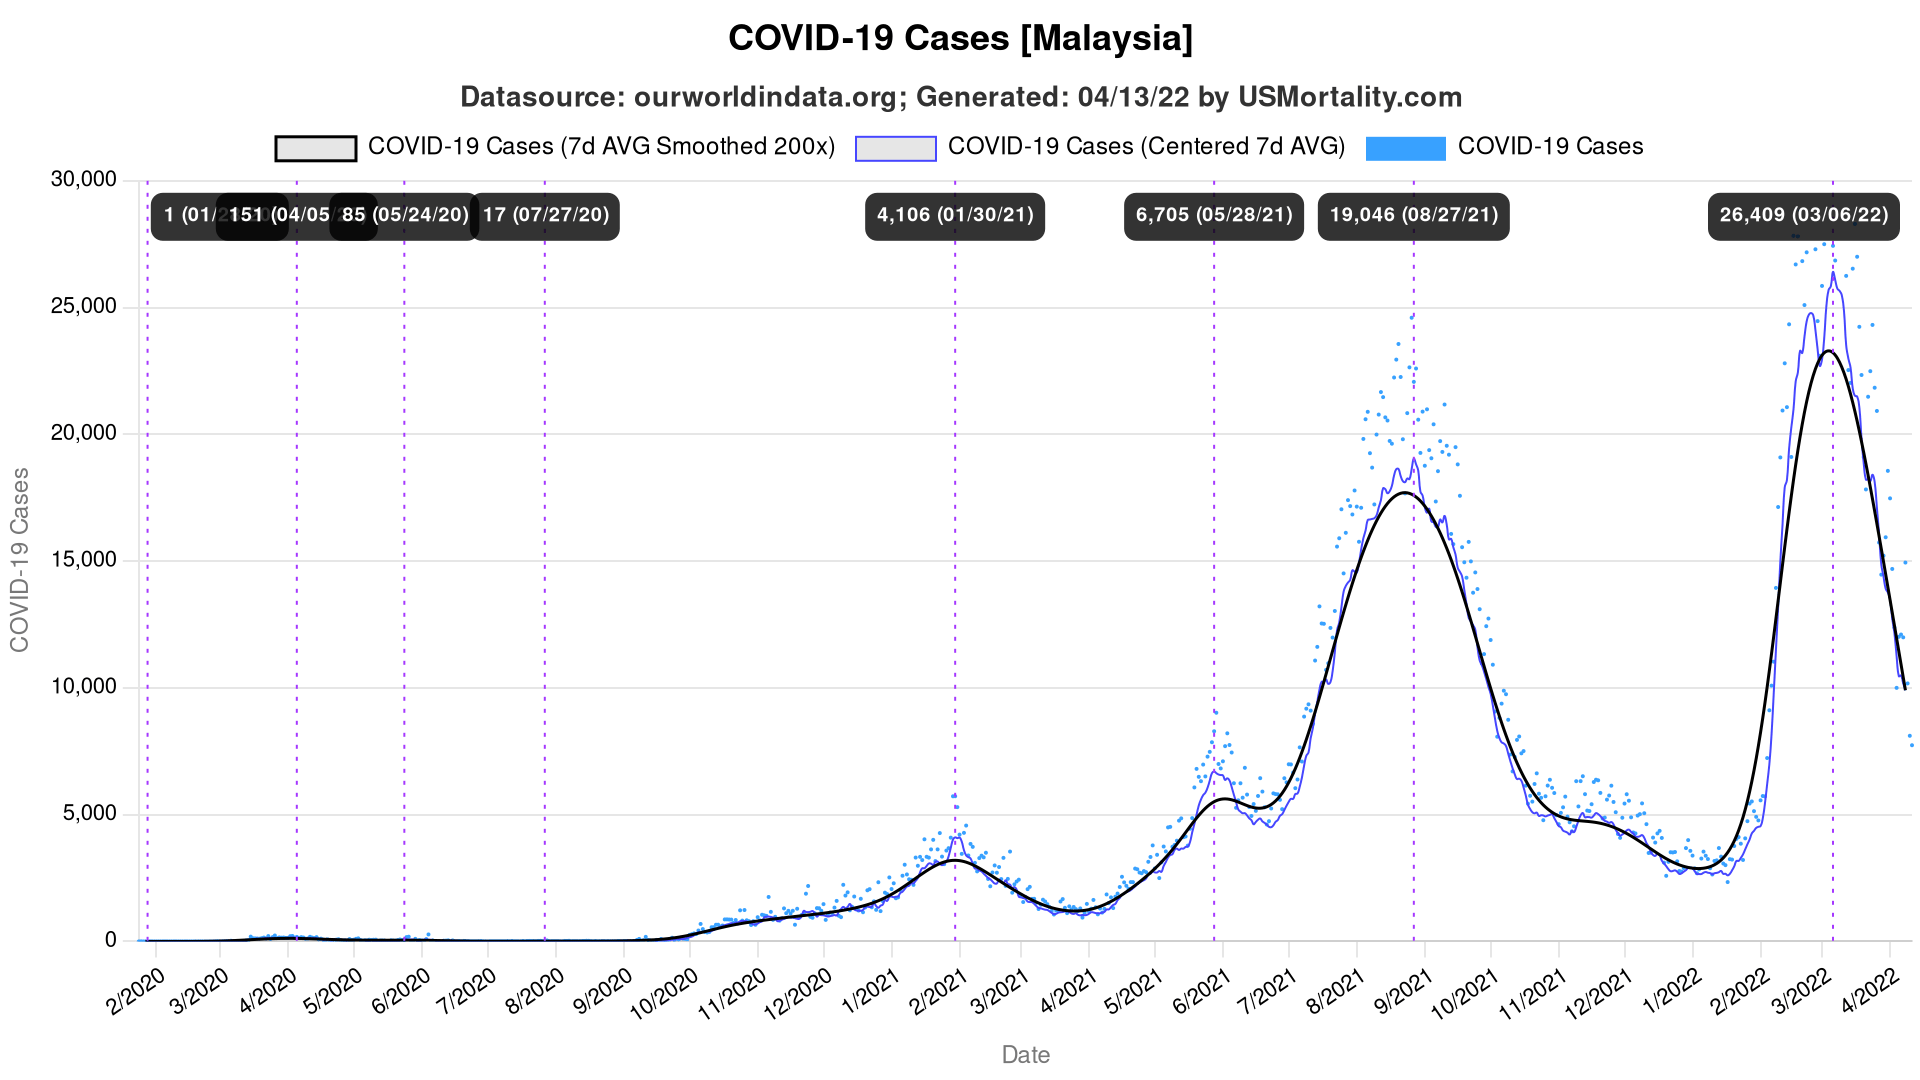 COVID-19 Cases [Malaysia]
Datasource: ourworldindata.org; Generated: 04/13/22 by USMortality.com
COVID-19 Cases (7d AVG Smoothed 200x) COVID-19 Cases (Centered 7d AVG) COVID-19 Cases
1 (01/ 151 (04/05/ 85 (05/24/20) 17 (07/27/20) 4,106 (01/30/21) 6,705 (05/28/21) 19,046 (08/27/21) 26,409 (03/06/22)
30,000
25,000
20,000
15,000
10,000
5,000
0
COVID-19 Cases
2/2020 3/2020 4/2020 5/2020 6/2020 7/2020 8/2020 9/2020 10/2020 11/2020 12/2020 1/2021 2/2021 3/2021 4/2021 5/2021 6/2021 7/2021 8/2021 9/2021 10/2021 11/2021 12/2021 1/2022 2/2022 3/2022 4/2022
Date